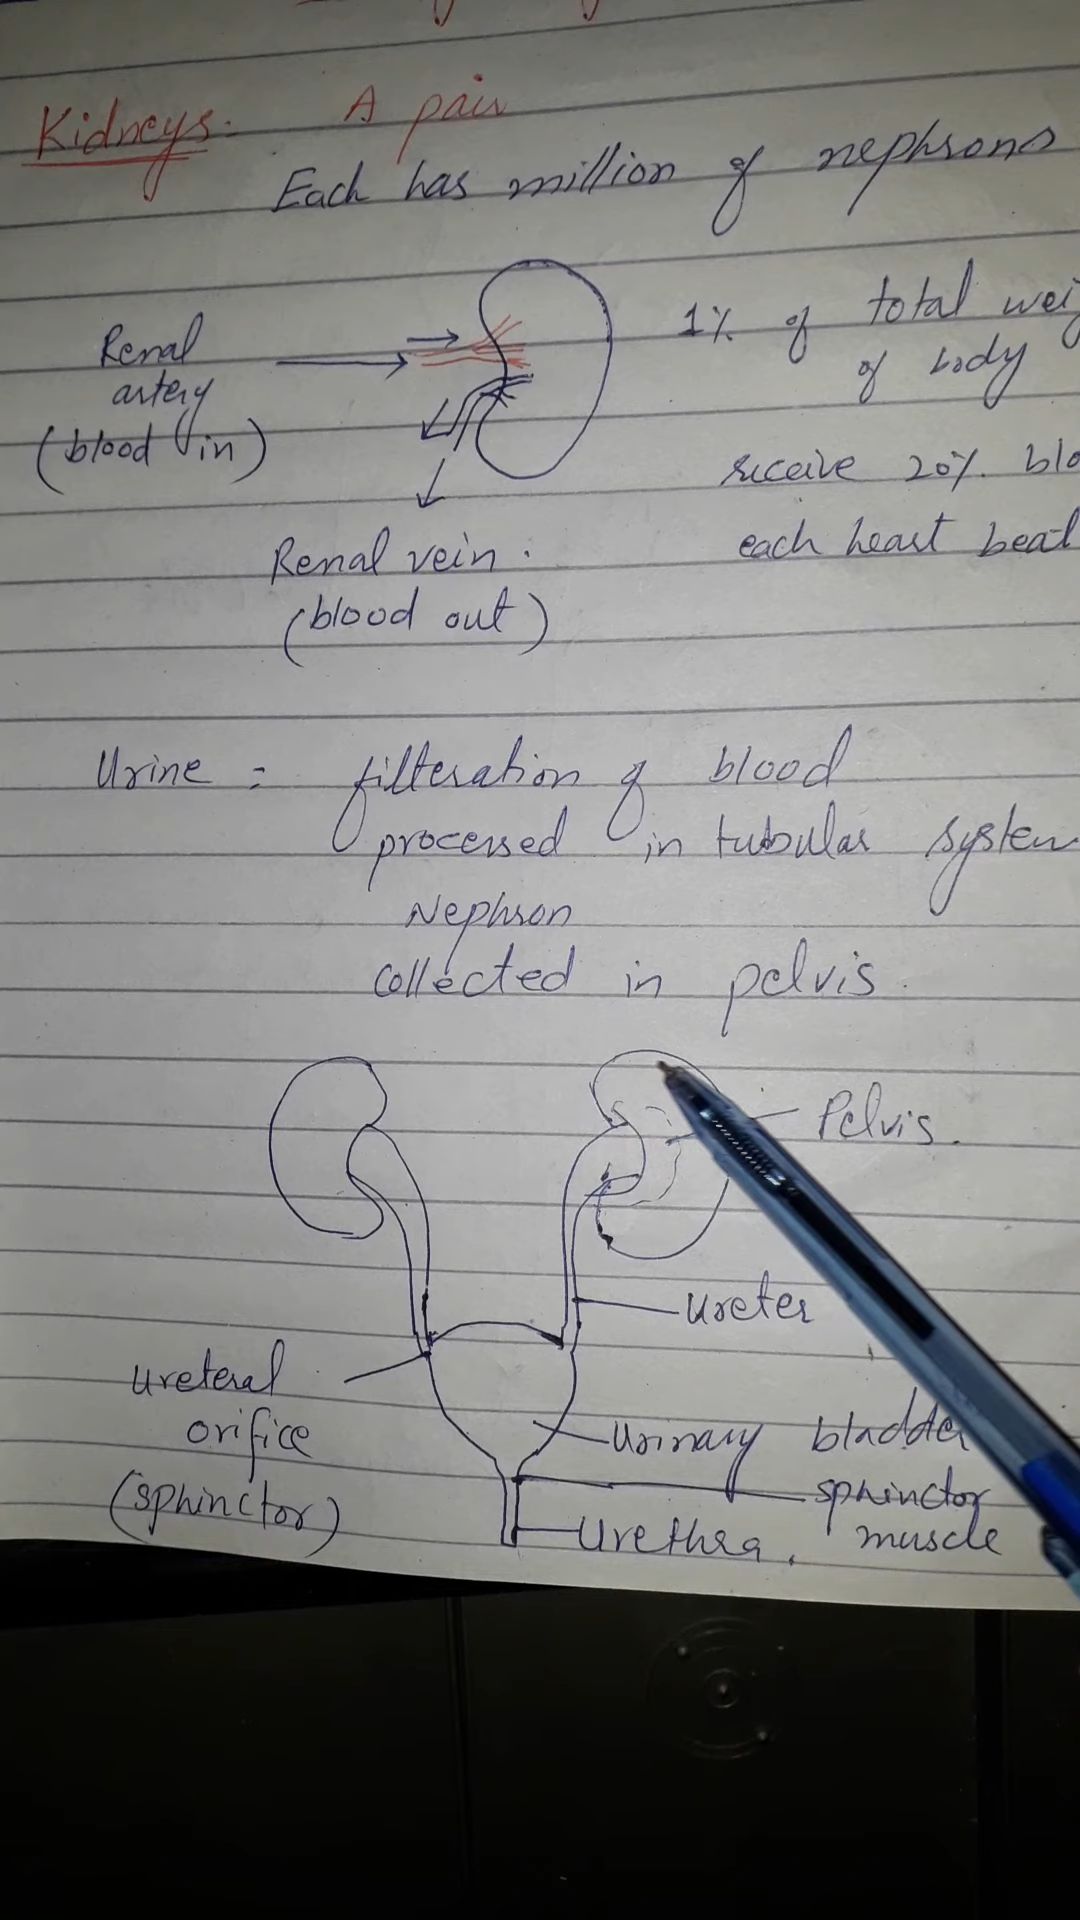 Kidneys:- A pair
Each has million of nephrons
Renal
artery
(blood in)
1% of total
of body
receive 20%
each heart beat
Renal vein.
(blood out)
Urine = filteration of blood
processed in tubular system
Nephron
collected in pelvis.
Pelvis.
Ureter
Ureteral
orifice
(sphinctor)
Urinary bladder
sphinctor
muscle
Urethra.